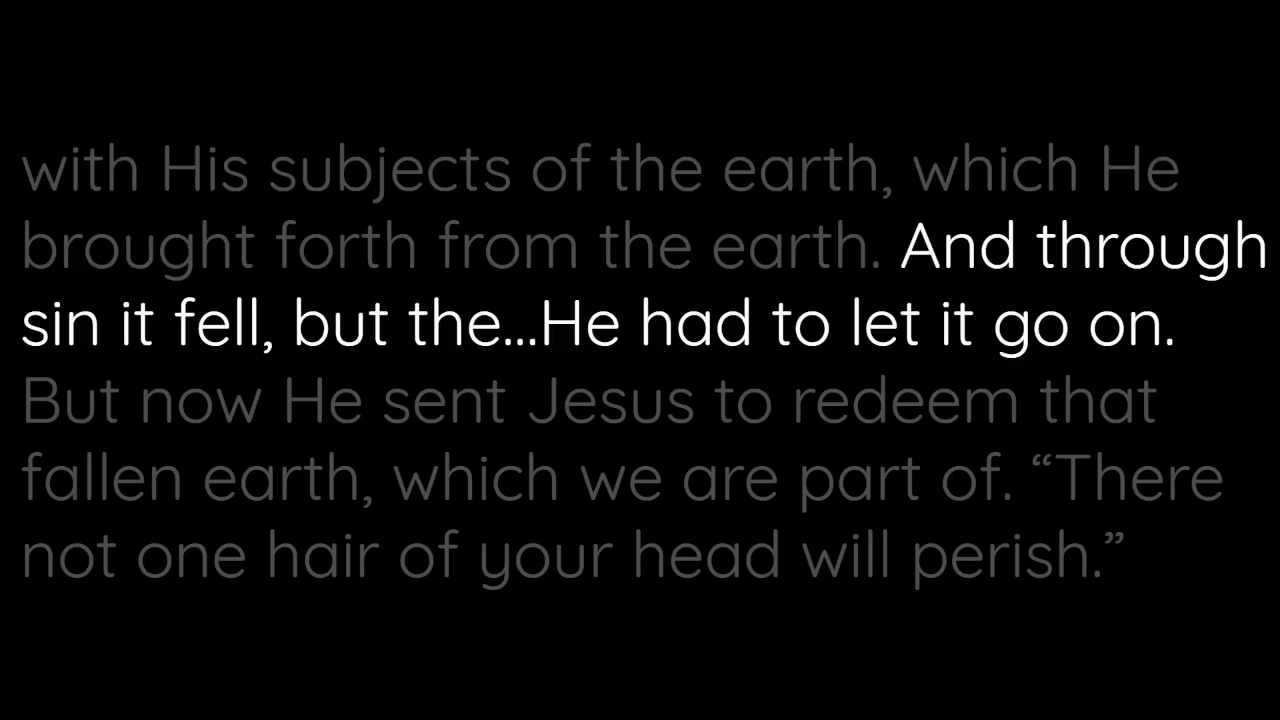 with His subjects of the earth, which He
brought forth from the earth. And through
sin it fell, but the...He had to let it go on.
But now He sent Jesus to redeem that
fallen earth, which we are part of. “There
not one hair of your head will perish.”